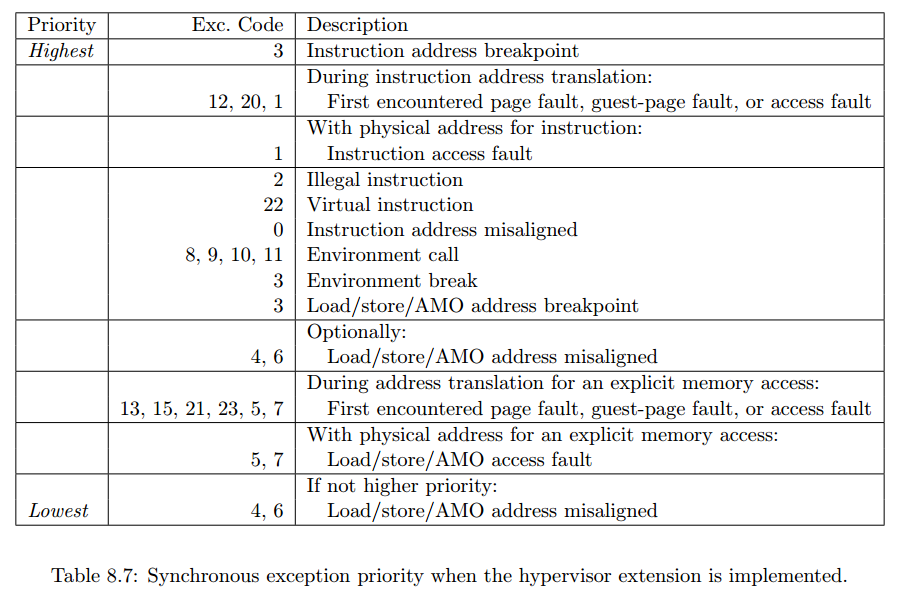 Priority Exc. Code Description
Highest 3 Instruction address breakpoint
During instruction address translation:
12, 20, 1 First encountered page fault, guest-page fault, or access fault
With physical address for instruction:
1 Instruction access fault
2 Illegal instruction
22 Virtual instruction
0 Instruction address misaligned
8, 9, 10, 11 Environment call
3 Environment break
3 Load/store/AMO address breakpoint
Optionally:
4, 6 Load/store/AMO address misaligned
During address translation for an explicit memory access:
13, 15, 21, 23, 5, 7 First encountered page fault, guest-page fault, or access fault
With physical address for an explicit memory access:
5, 7 Load/store/AMO access fault
If not higher priority:
Lowest 4, 6 Load/store/AMO address misaligned
Table 8.7: Synchronous exception priority when the hypervisor extension is implemented.